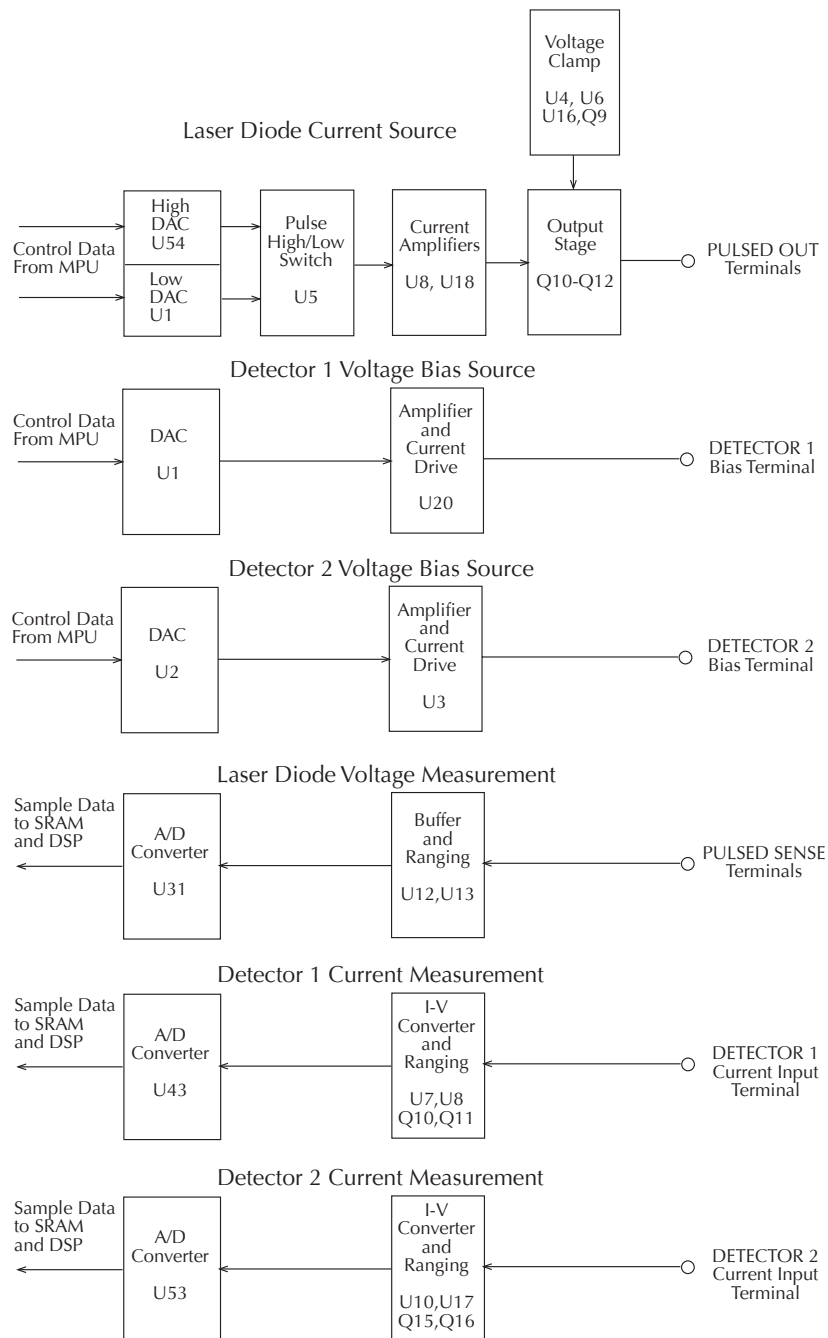 Voltage
Clamp
U4, U6
U16,Q9
Laser Diode Current Source
Control Data
From MPU
High
DAC
U54
Low
DAC
U1
Pulse
High/Low
Switch
U5
Current
Amplifiers
U8, U18
Output
Stage
Q10-Q12
PULSED OUT
Terminals
Detector 1 Voltage Bias Source
Control Data
From MPU
DAC
U1
Amplifier
and
Current
Drive
U20
DETECTOR 1
Bias Terminal
Detector 2 Voltage Bias Source
Control Data
From MPU
DAC
U2
Amplifier
and
Current
Drive
U3
DETECTOR 2
Bias Terminal
Laser Diode Voltage Measurement
Sample Data
to SRAM
and DSP
A/D
Converter
U31
Buffer
and
Ranging
U12,U13
PULSED SENSE
Terminals
Detector 1 Current Measurement
Sample Data
to SRAM
and DSP
A/D
Converter
U43
I-V
Converter
and
Ranging
U7,U8
Q10,Q11
DETECTOR 1
Current Input
Terminal
Detector 2 Current Measurement
Sample Data
to SRAM
and DSP
A/D
Converter
U53
I-V
Converter
and
Ranging
U10,U17
Q15,Q16
DETECTOR 2
Current Input
Terminal